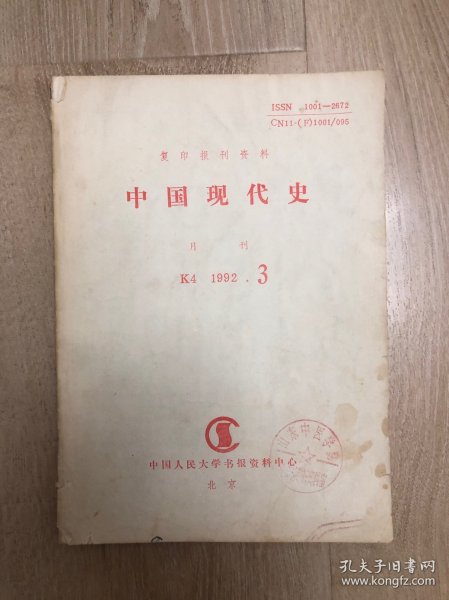 ISSN 1001—2672
CN11-(F)1001/095
复印报刊资料
中国现代史
月刊
K4 1992.3
中国人民大学书报资料中心
北京
孔夫子旧书网
www.kongfz.com